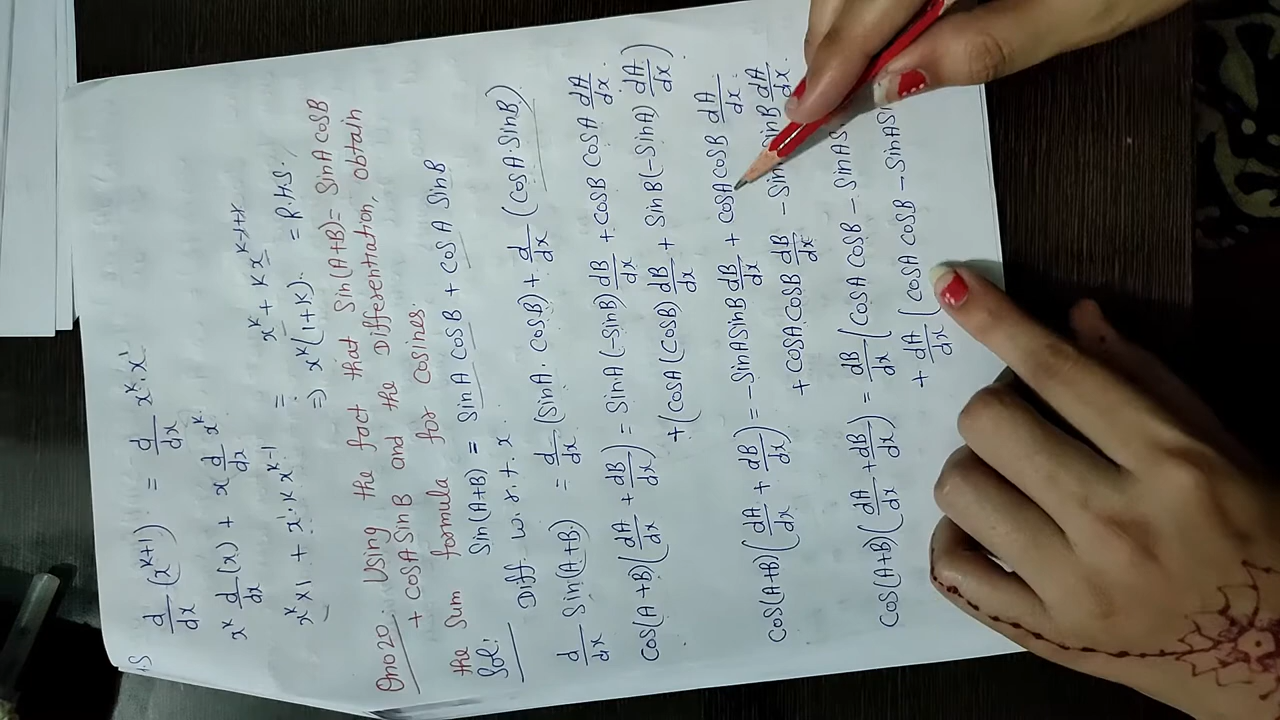 d/dx (x^(k+1)) = d/dx x^k . x^1
x^k d/dx (x) + x d/dx x^k.
x^k × 1 + x^1 . k x^(k-1) = x^k + k x^(k-1+x)
⇒ x^k (1+k). = R.H.S.
Qno20. Using the fact that Sin(A+B) = SinA cosB
+ cosA SinB and the Differentiation, obtain
the sum formula for cosines.
Sol: Sin(A+B) = SinA cosB + cosA SinB
Diff w.r.t. x.
d/dx Sin(A+B) = d/dx (SinA. cosB) + d/dx (cosA. SinB)
cos(A+B) (dA/dx + dB/dx) = SinA (-SinB) dB/dx + cosB cosA dA/dx.
+ (cosA (cosB) dB/dx + SinB (-SinA) dA/dx)
cos(A+B) (dA/dx + dB/dx) = - SinA SinB dB/dx + cosA cosB dA/dx
+ cosA.cosB dB/dx - SinA SinB dA/dx.
cos(A+B) (dA/dx + dB/dx) = dB/dx (cosA cosB - SinAS
+ dA/dx (cosA cosB - SinASi